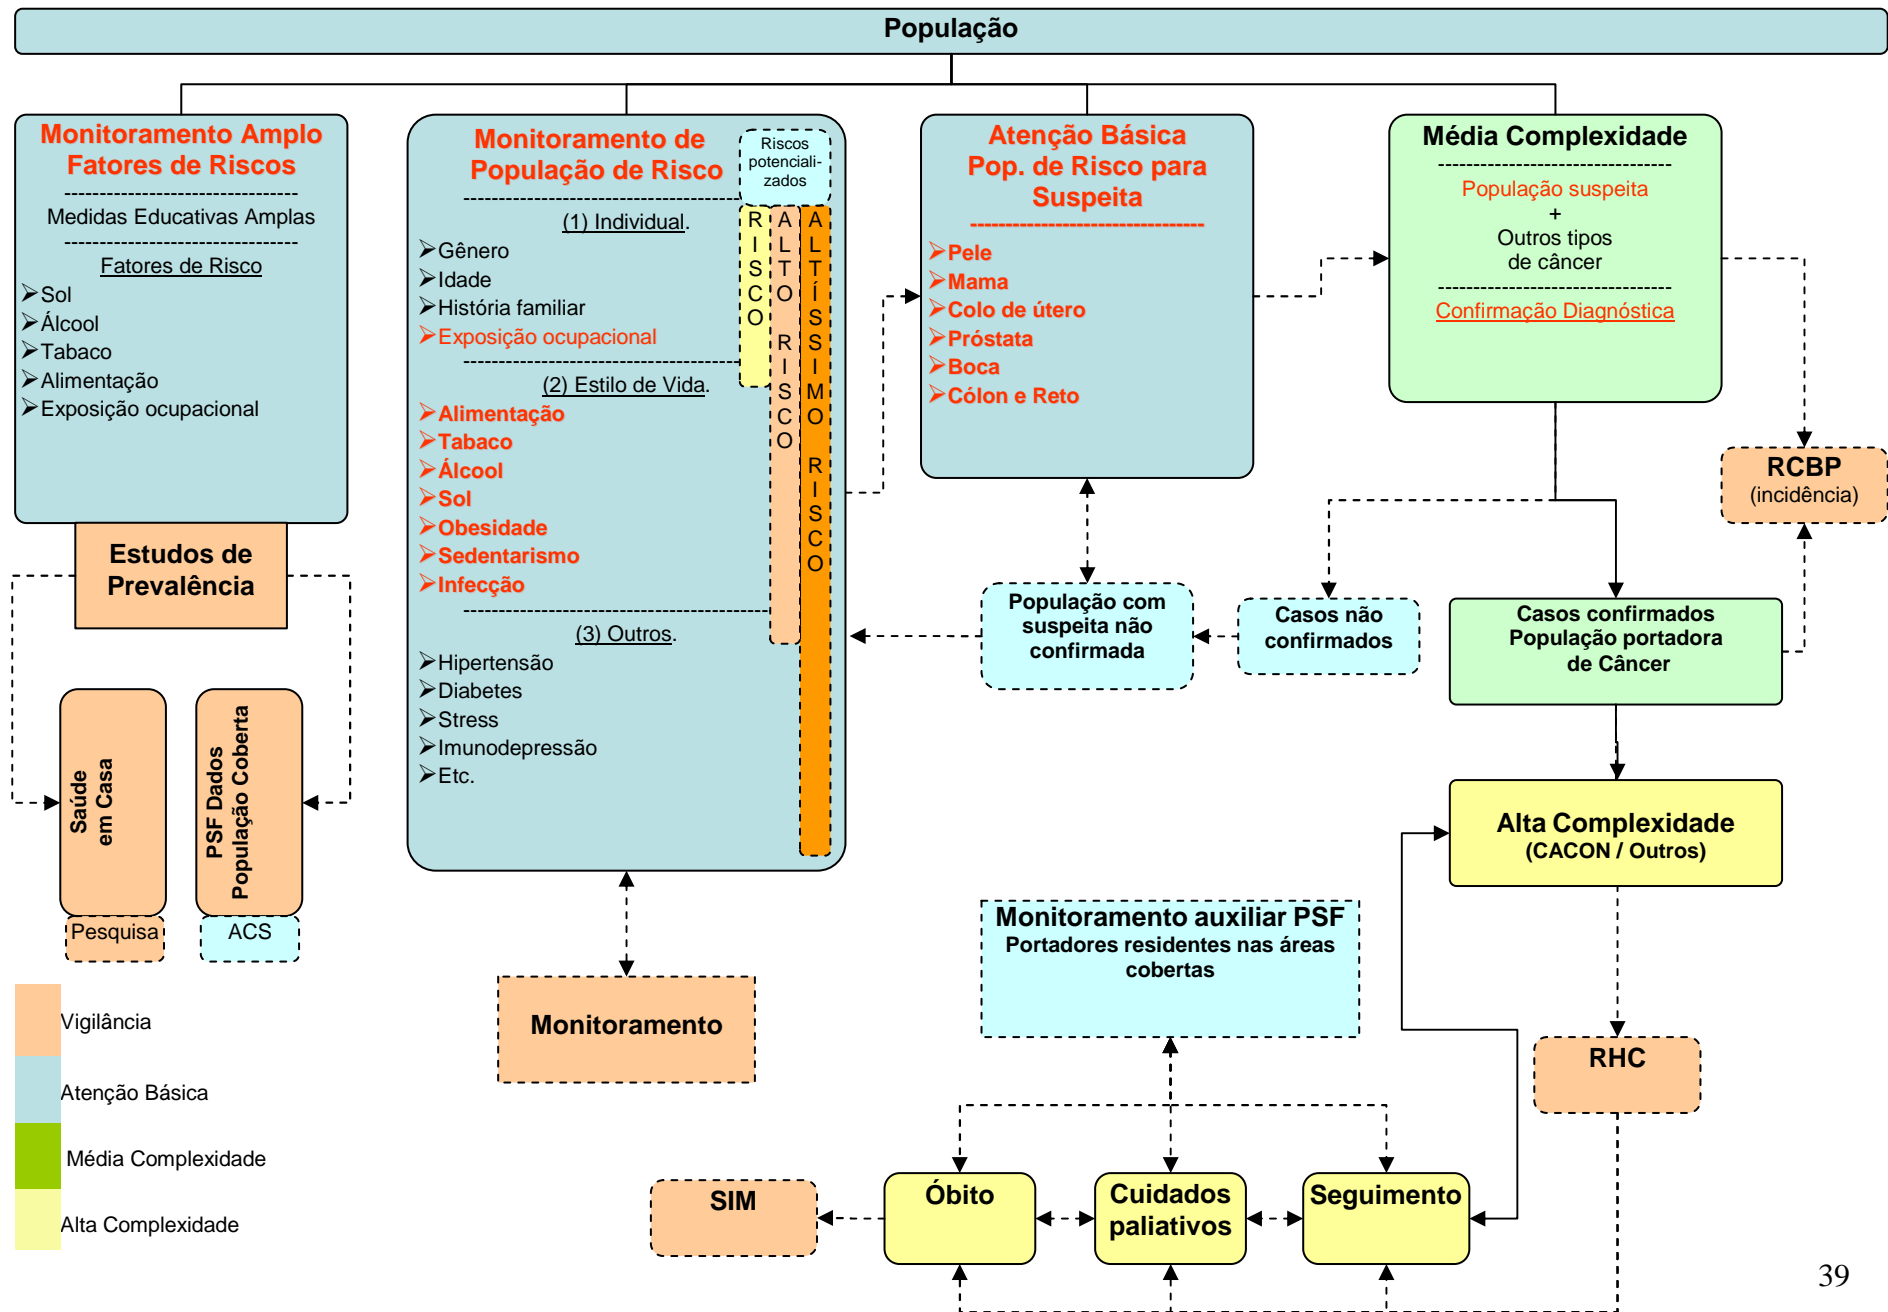 População
Monitoramento Amplo
Fatores de Riscos
Medidas Educativas Amplas
Fatores de Risco
Sol
Álcool
Tabaco
Alimentação
Exposição ocupacional
Estudos de
Prevalência
Saúde
em Casa
Pesquisa
PSF Dados
População Coberta
ACS
Monitoramento de
População de Risco
(1) Individual.
Gênero
Idade
História familiar
Exposição ocupacional
(2) Estilo de Vida.
Alimentação
Tabaco
Álcool
Sol
Obesidade
Sedentarismo
Infecção
(3) Outros.
Hipertensão
Diabetes
Stress
Imunodepressão
Etc.
Riscos
potenciali-
zados
RISCO
ALTO RISCO
ALTÍSSIMO RISCO
Monitoramento
Atenção Básica
Pop. de Risco para
Suspeita
Pele
Mama
Colo de útero
Próstata
Boca
Cólon e Reto
População com
suspeita não
confirmada
Casos não
confirmados
Média Complexidade
População suspeita
+
Outros tipos
de câncer
Confirmação Diagnóstica
RCBP
(incidência)
Casos confirmados
População portadora
de Câncer
Alta Complexidade
(CACON / Outros)
RHC
Monitoramento auxiliar PSF
Portadores residentes nas áreas
cobertas
SIM
Óbito
Cuidados
paliativos
Seguimento
Vigilância
Atenção Básica
Média Complexidade
Alta Complexidade
39